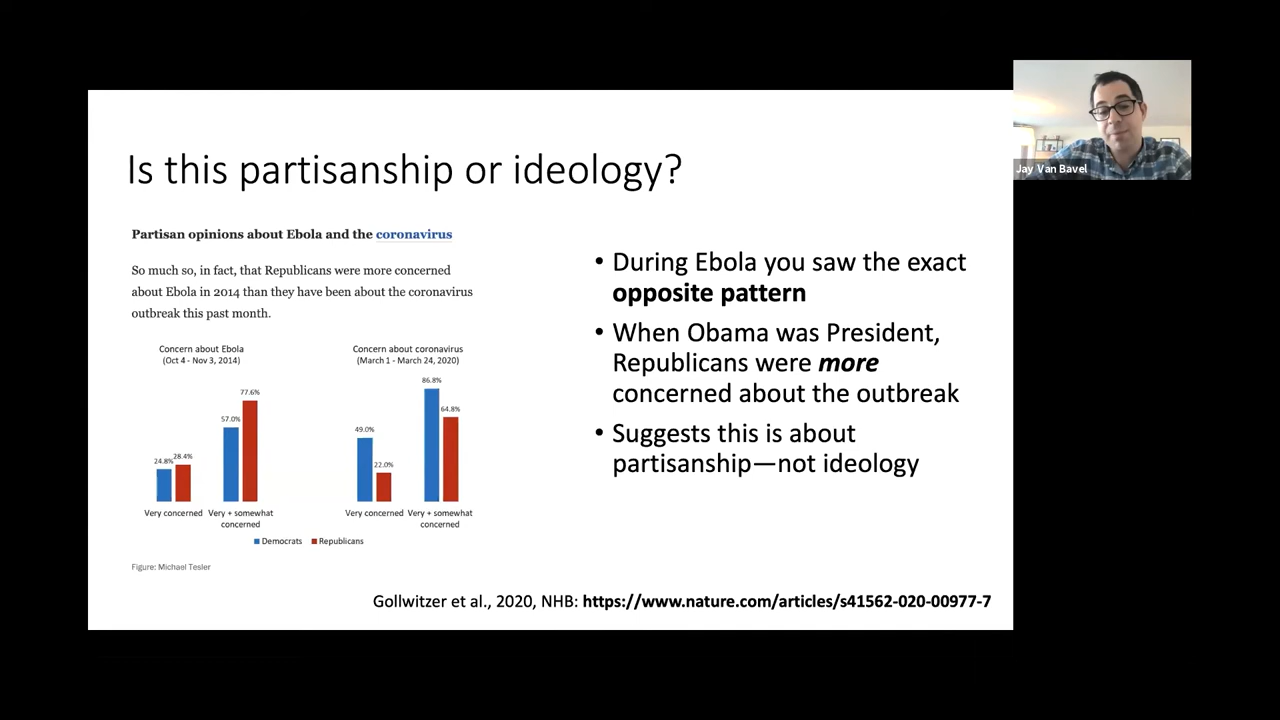 Jay Van Bavel
Is this partisanship or ideology?
Partisan opinions about Ebola and the coronavirus
So much so, in fact, that Republicans were more concerned
about Ebola in 2014 than they have been about the coronavirus
outbreak this past month.
Concern about Ebola
(Oct 4 - Nov 3, 2014)
24.8%
28.4%
57.0%
77.6%
Very concerned
Very + somewhat
concerned
Concern about coronavirus
(March 1 - March 24, 2020)
49.0%
22.0%
86.8%
64.8%
Very concerned
Very + somewhat
concerned
Democrats
Republicans
Figure: Michael Tesler
• During Ebola you saw the exact
opposite pattern
• When Obama was President,
Republicans were more
concerned about the outbreak
• Suggests this is about
partisanship—not ideology
Gollwitzer et al., 2020, NHB: https://www.nature.com/articles/s41562-020-00977-7